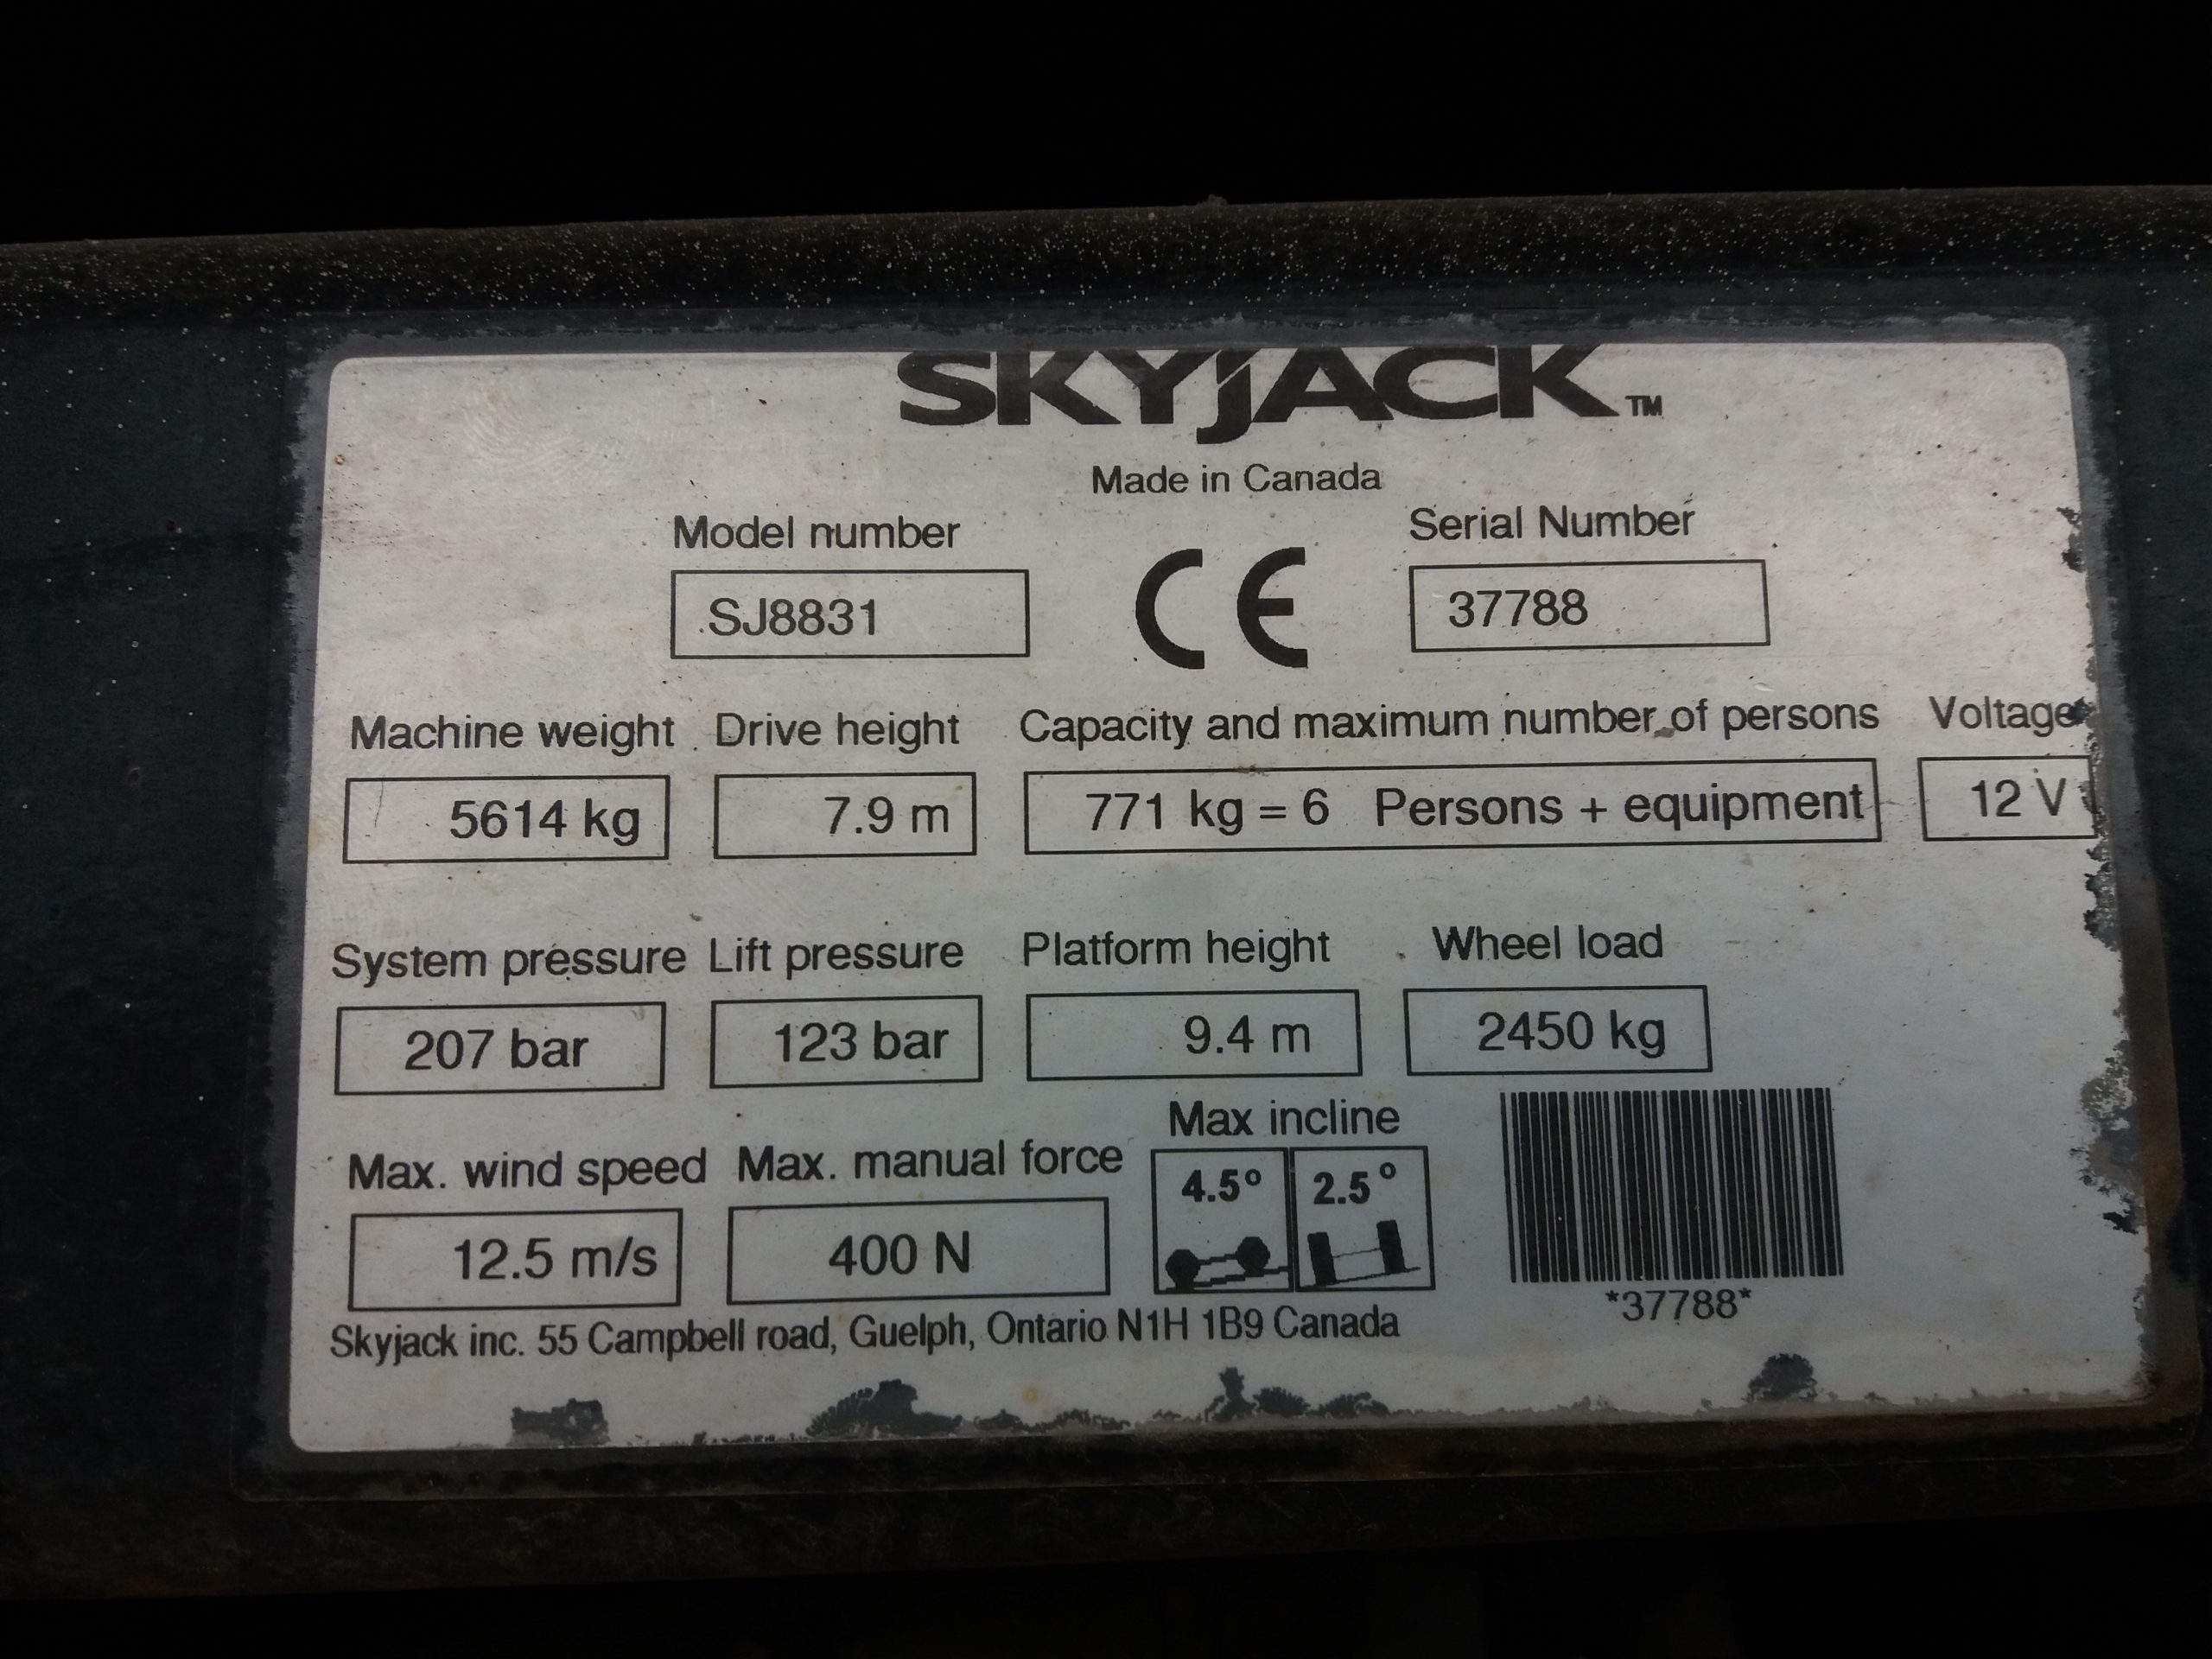 SKYJACK™
Made in Canada
Model number Serial Number
SJ8831 CE 37788
Machine weight Drive height Capacity and maximum number of persons Voltage
5614 kg 7.9 m 771 kg = 6 Persons + equipment 12 V
System pressure Lift pressure Platform height Wheel load
207 bar 123 bar 9.4 m 2450 kg
Max. wind speed Max. manual force Max incline
12.5 m/s 400 N 4.5° 2.5°
*37788*
Skyjack inc. 55 Campbell road, Guelph, Ontario N1H 1B9 Canada